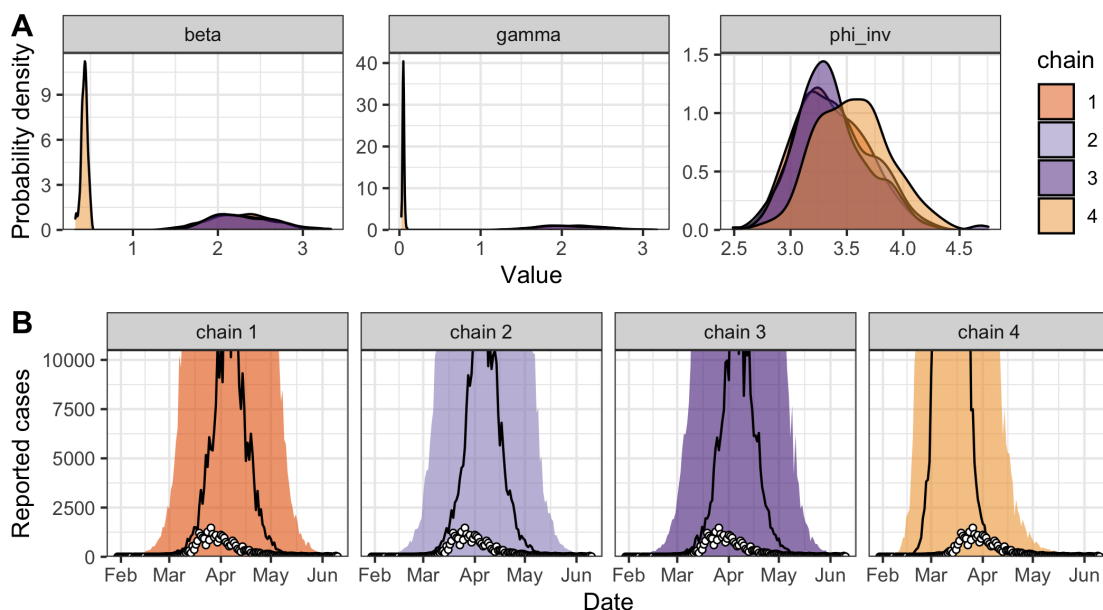 A
beta
gamma
phi_inv
Probability density
0
3
6
9
0
10
20
30
40
0.0
0.5
1.0
1.5
1 2 3
0 1 2 3
2.5 3.0 3.5 4.0 4.5
Value
chain
1
2
3
4
B
chain 1
chain 2
chain 3
chain 4
Reported cases
10000
7500
5000
2500
0
Feb Mar Apr May Jun
Feb Mar Apr May Jun
Feb Mar Apr May Jun
Feb Mar Apr May Jun
Date